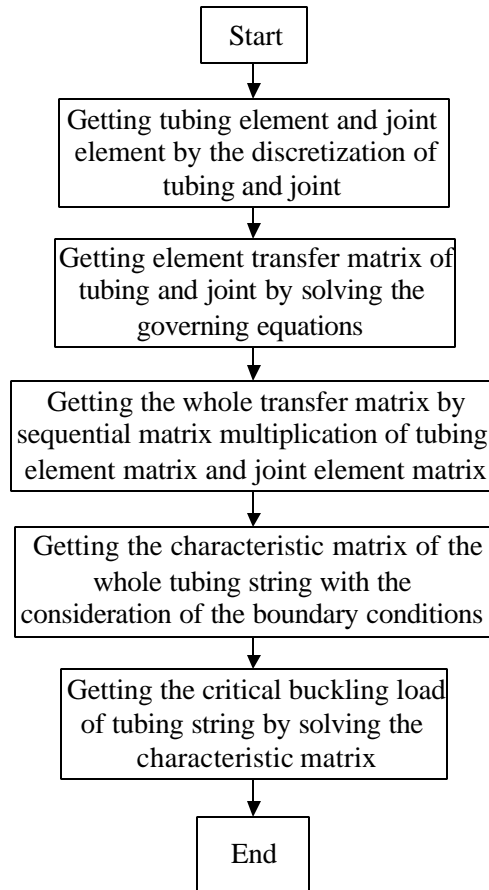 Start
Getting tubing element and joint
element by the discretization of
tubing and joint
Getting element transfer matrix of
tubing and joint by solving the
governing equations
Getting the whole transfer matrix by
sequential matrix multiplication of tubing
element matrix and joint element matrix
Getting the characteristic matrix of the
whole tubing string with the
consideration of the boundary conditions
Getting the critical buckling load
of tubing string by solving the
characteristic matrix
End